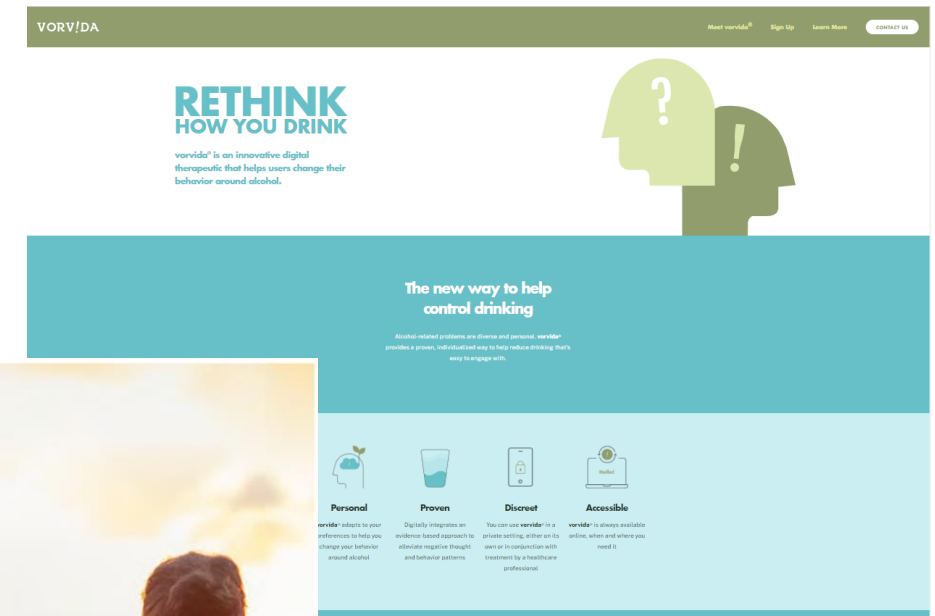 VORV!DA
Meet vorvida® Sign Up Learn More CONTACT US
RETHINK
HOW YOU DRINK
? !
vorvida® is an innovative digital
therapeutic that helps users change their
behavior around alcohol.
The new way to help
control drinking
Alcohol-related problems are diverse and personal. vorvida®
provides a proven, individualized way to help reduce drinking that's
easy to engage with.
Hello!
Personal
vorvida® adapts to your
preferences to help you
change your behavior
around alcohol
Proven
Digitally integrates an
evidence-based approach to
alleviate negative thought
and behavior patterns
Discreet
You can use vorvida® in a
private setting, either on its
own or in conjunction with
treatment by a healthcare
professional
Accessible
vorvida® is always available
online, when and where you
need it